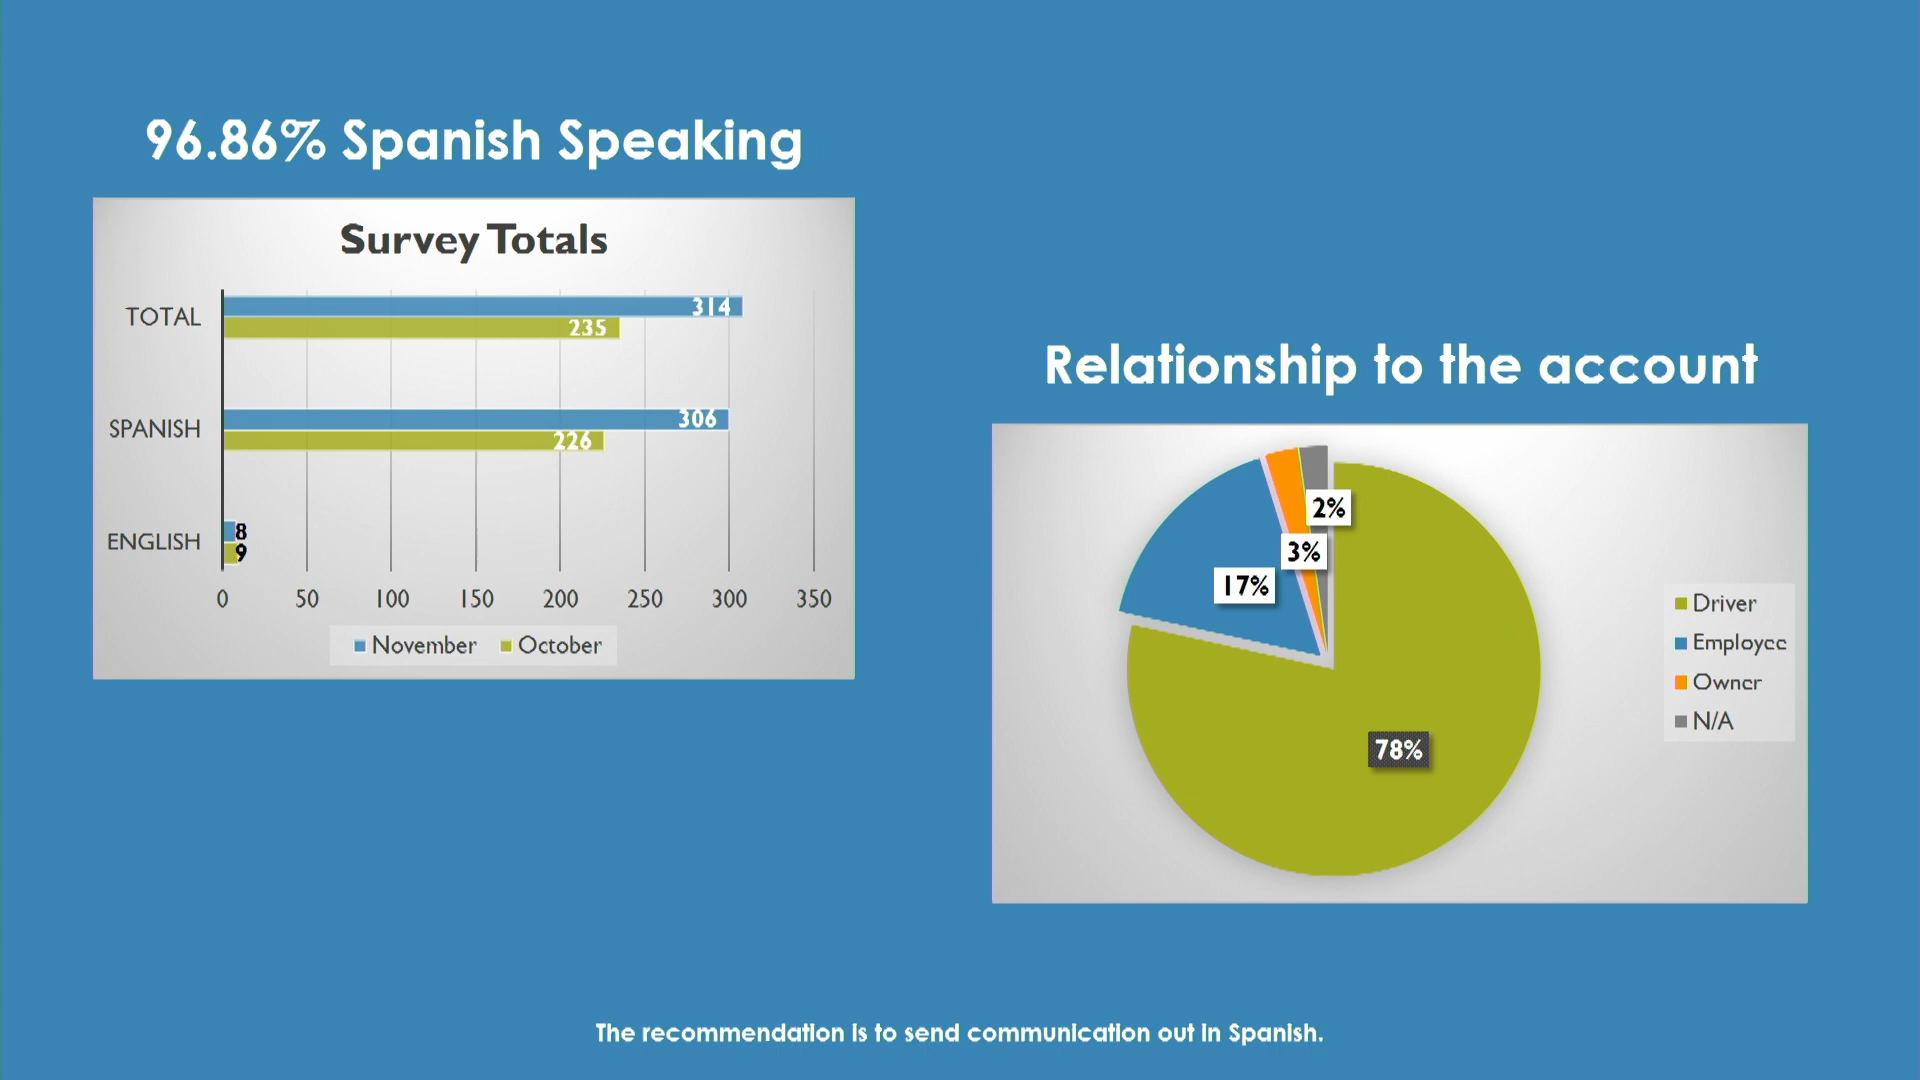 96.86% Spanish Speaking
Survey Totals
TOTAL
314
235
SPANISH
306
226
ENGLISH
8
9
0 50 100 150 200 250 300 350
November October
Relationship to the account
2%
3%
17%
78%
Driver
Employee
Owner
N/A
The recommendation is to send communication out in Spanish.